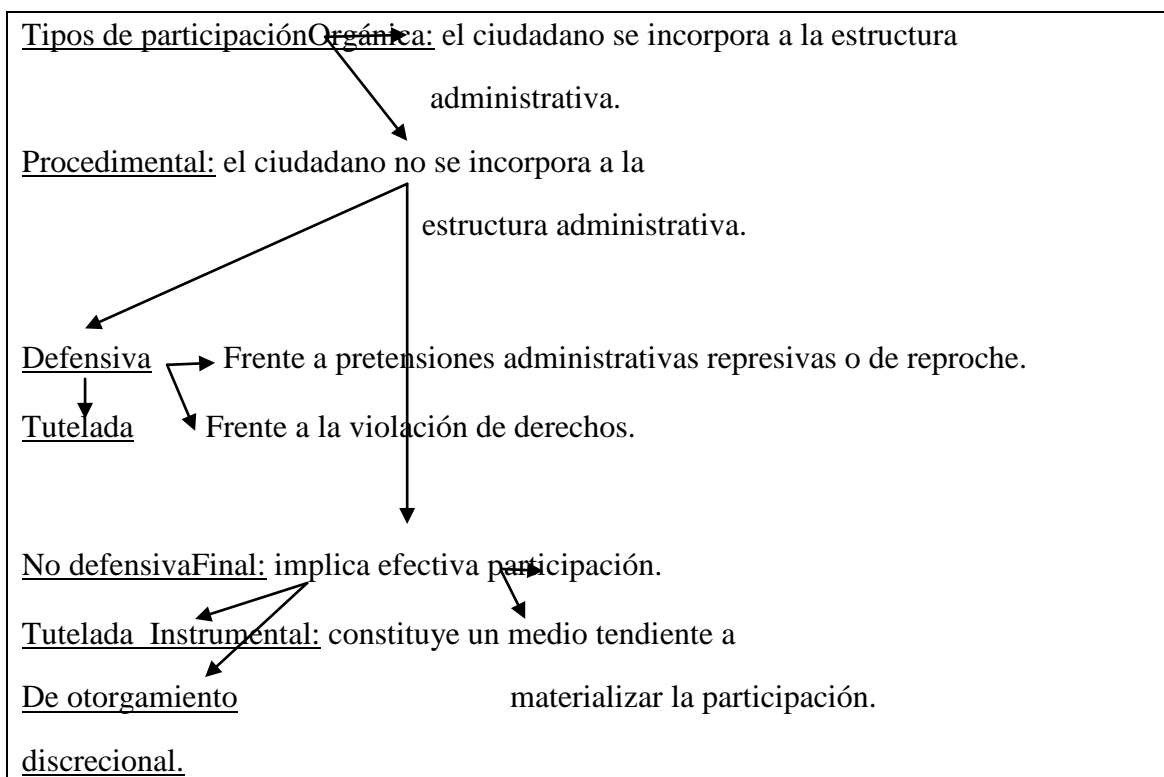 Tipos de participaciónOrgánica: el ciudadano se incorpora a la estructura
administrativa.
Procedimental: el ciudadano no se incorpora a la
estructura administrativa.
Defensiva Frente a pretensiones administrativas represivas o de reproche.
Tutelada Frente a la violación de derechos.
No defensivaFinal: implica efectiva participación.
Tutelada Instrumental: constituye un medio tendiente a
De otorgamiento materializar la participación.
discrecional.